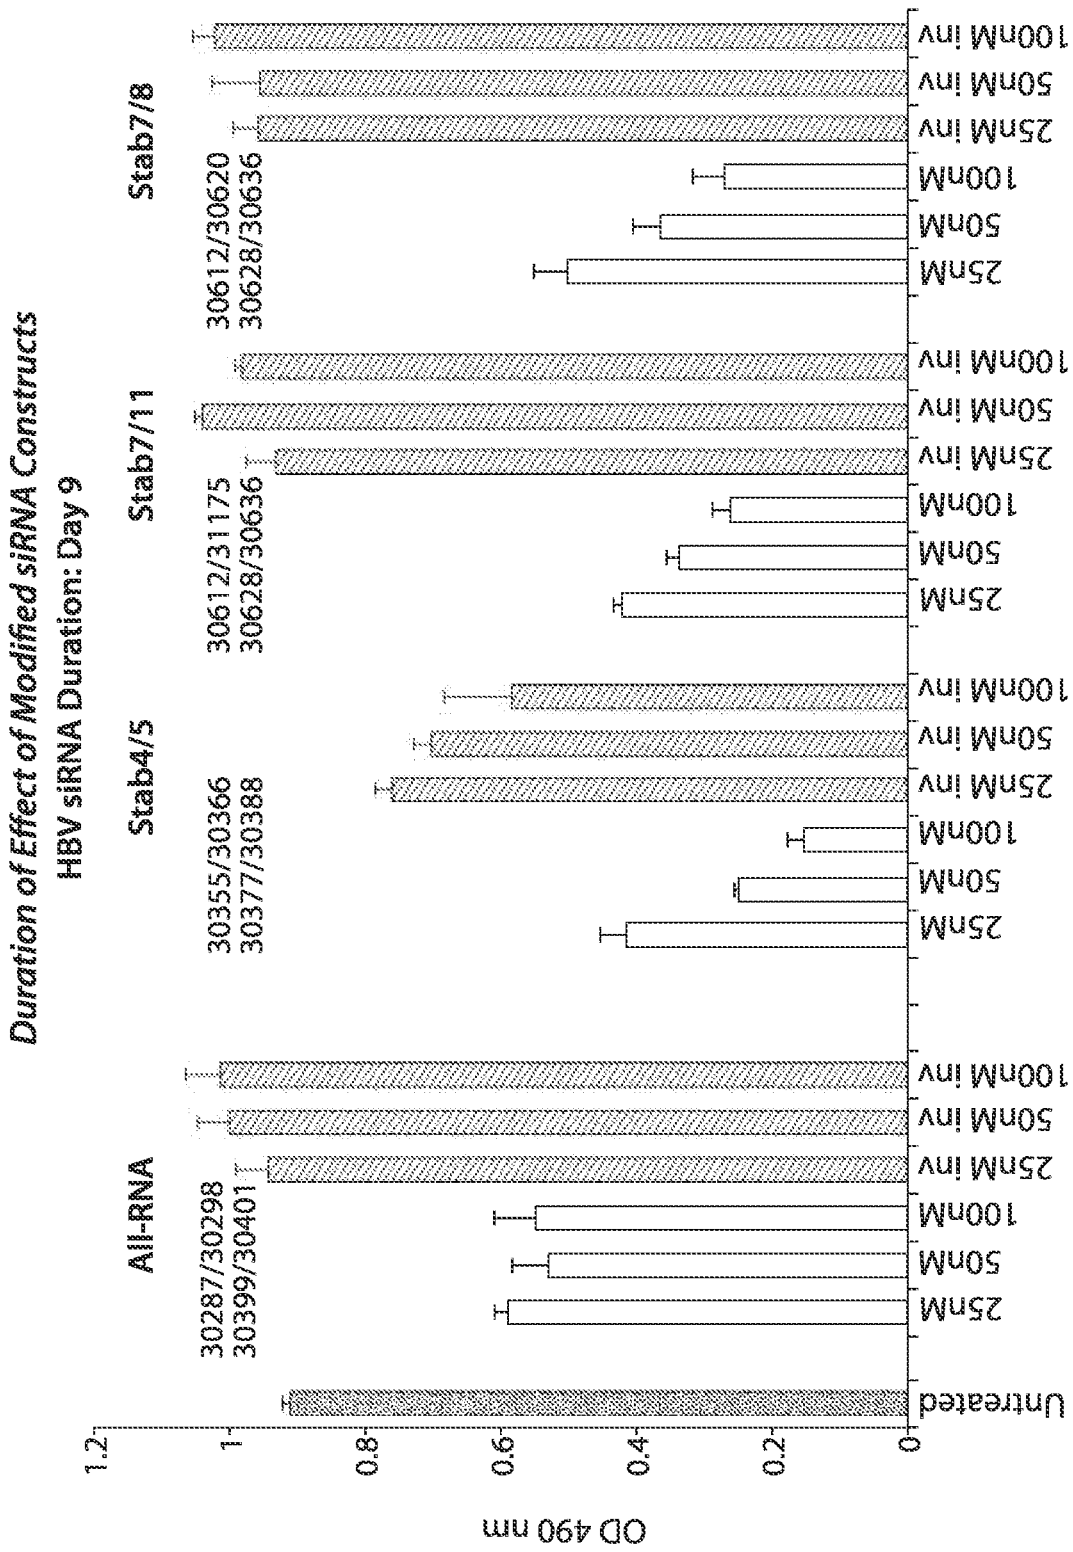 Duration of Effect of Modified siRNA Constructs
HBV siRNA Duration: Day 9
All-RNA
Stab4/5
Stab7/11
Stab7/8
30287/30298
30399/30401
30355/30366
30377/30388
30612/31175
30628/30636
30612/30620
30628/30636
OD 490 nm
1.2
1
0.8
0.6
0.4
0.2
0
Untreated
25nM
50nM
100nM
25nM inv
50nM inv
100nM inv
25nM
50nM
100nM
25nM inv
50nM inv
100nM inv
25nM
50nM
100nM
25nM inv
50nM inv
100nM inv
25nM
50nM
100nM
25nM inv
50nM inv
100nM inv